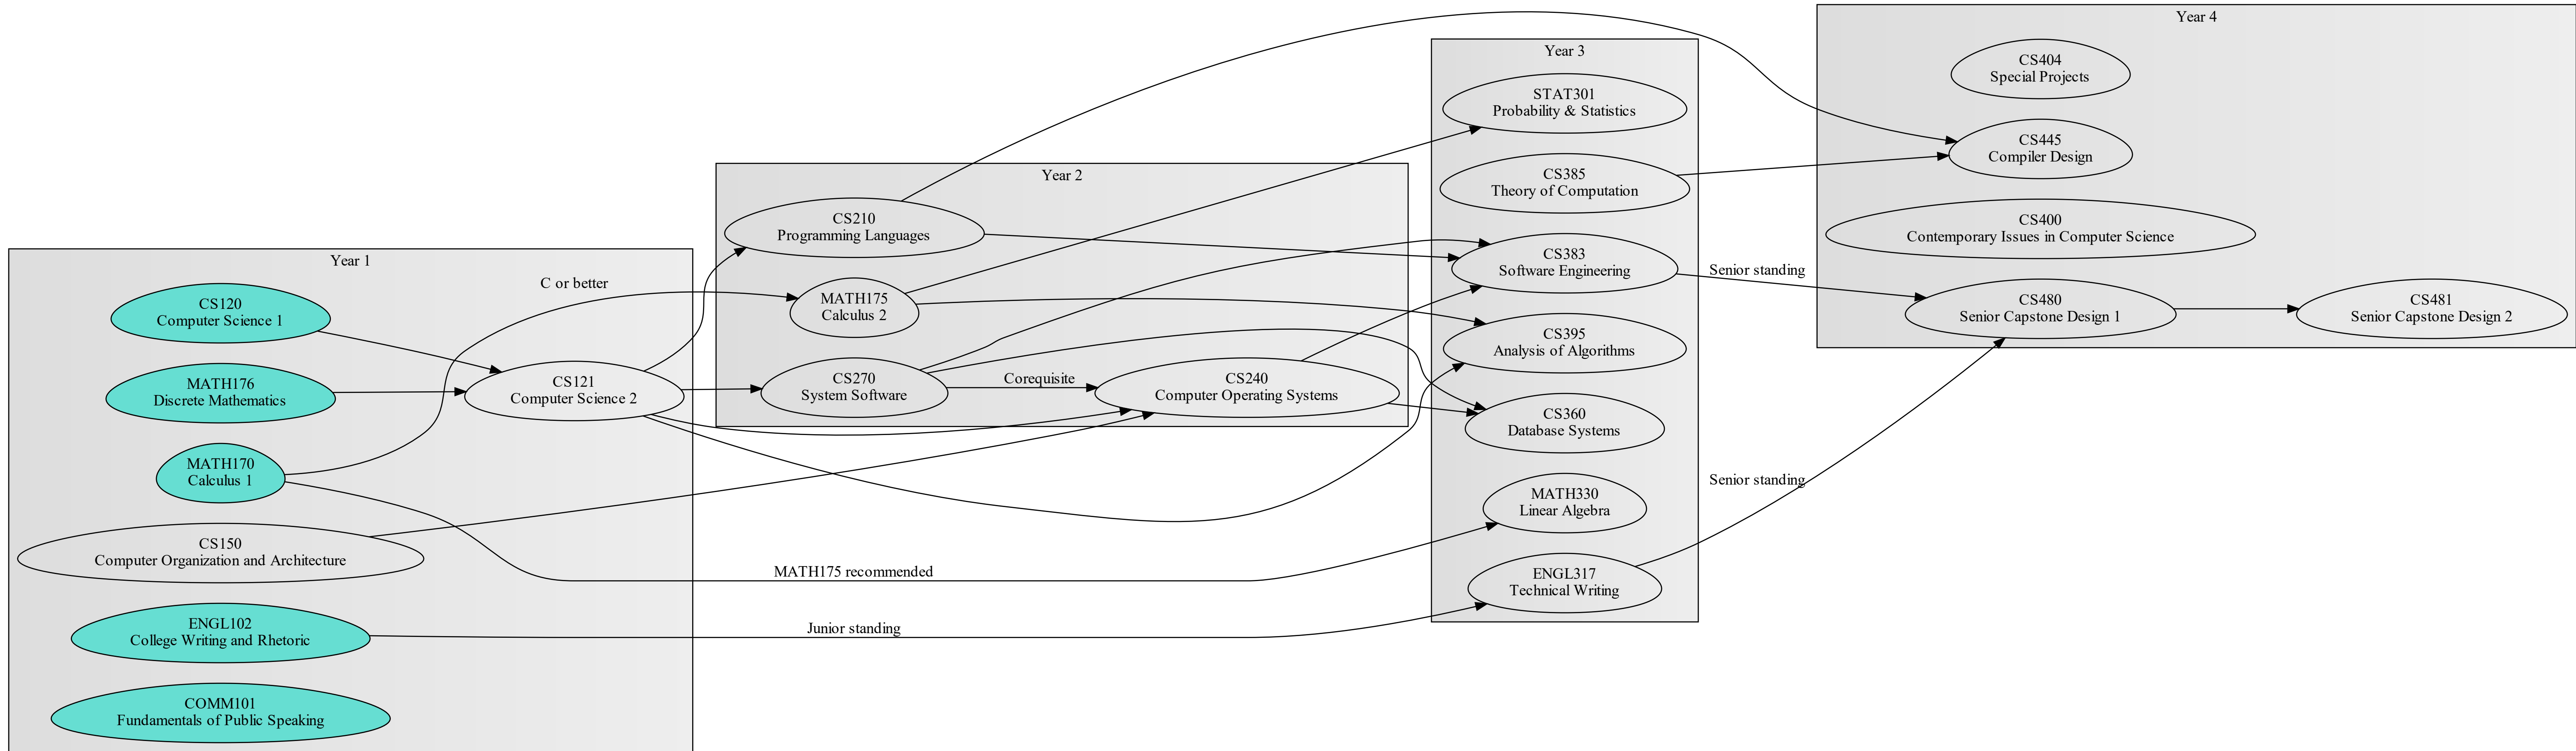 Year 1
CS120
Computer Science 1
MATH176
Discrete Mathematics
MATH170
Calculus 1
CS150
Computer Organization and Architecture
ENGL102
College Writing and Rhetoric
COMM101
Fundamentals of Public Speaking
CS121
Computer Science 2
C or better
MATH175 recommended
Junior standing
Year 2
CS210
Programming Languages
MATH175
Calculus 2
CS270
System Software
Corequisite
CS240
Computer Operating Systems
Year 3
STAT301
Probability & Statistics
CS385
Theory of Computation
CS383
Software Engineering
CS395
Analysis of Algorithms
CS360
Database Systems
MATH330
Linear Algebra
ENGL317
Technical Writing
Senior standing
Senior standing
Year 4
CS404
Special Projects
CS445
Compiler Design
CS400
Contemporary Issues in Computer Science
CS480
Senior Capstone Design 1
CS481
Senior Capstone Design 2